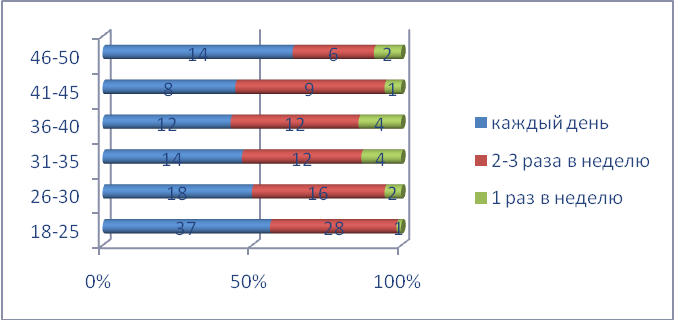 46-50 14 6 2
41-45 8 9 1
36-40 12 12 4
31-35 14 12 4
26-30 18 16 2
18-25 37 28 1
0% 50% 100%
каждый день
2-3 раза в неделю
1 раз в неделю